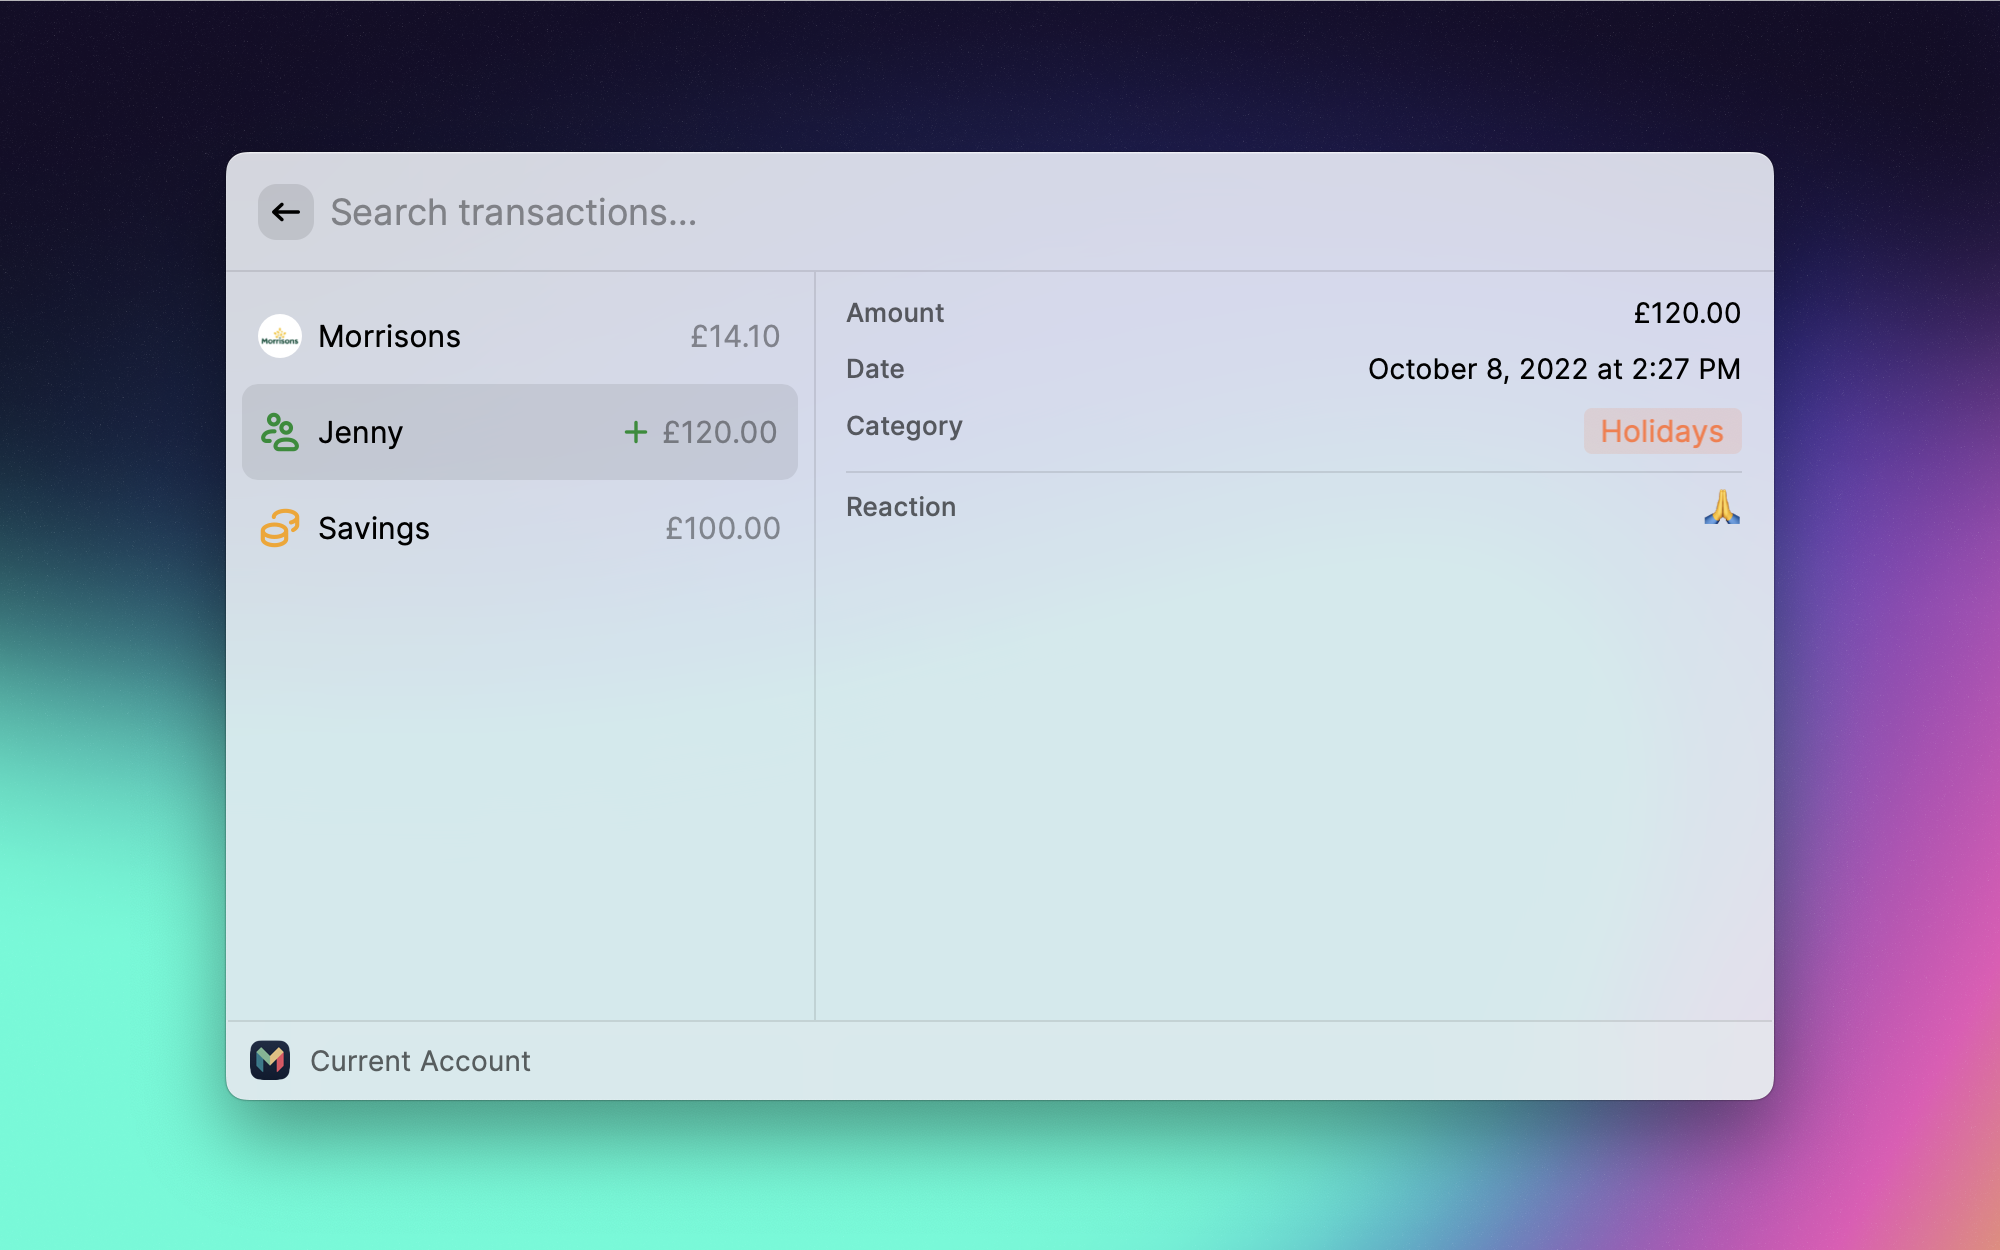 Search transactions...
Morrisons
Morrisons £14.10
Jenny + £120.00
Savings £100.00
Amount £120.00
Date October 8, 2022 at 2:27 PM
Category Holidays
Reaction 🙏
Current Account